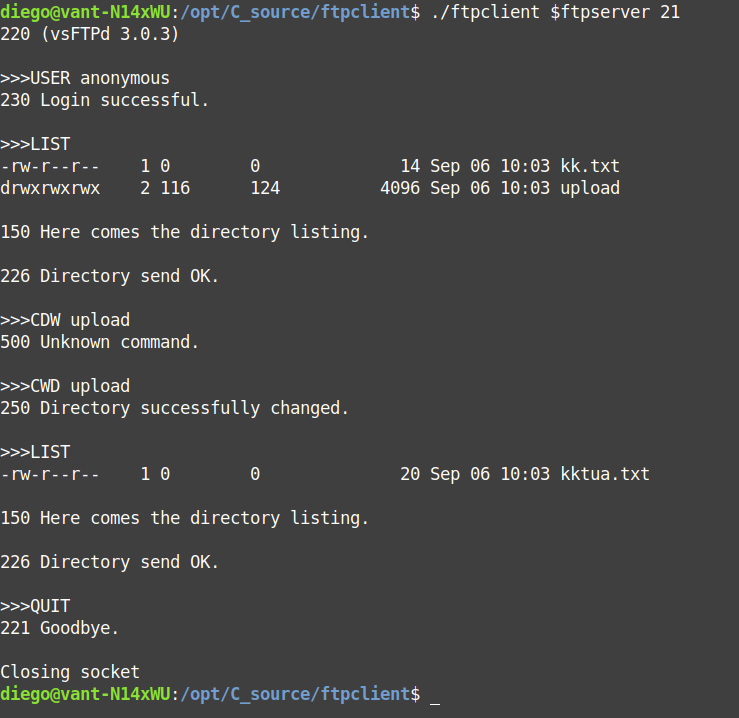 diego@vant-N14xWU:/opt/C_source/ftpclient$ ./ftpclient $ftpserver 21
220 (vsFTPd 3.0.3)

>>>USER anonymous
230 Login successful.

>>>LIST
-rw-r--r--    1 0        0              14 Sep 06 10:03 kk.txt
drwxrwxrwx    2 116      124          4096 Sep 06 10:03 upload

150 Here comes the directory listing.

226 Directory send OK.

>>>CDW upload
500 Unknown command.

>>>CWD upload
250 Directory successfully changed.

>>>LIST
-rw-r--r--    1 0        0              20 Sep 06 10:03 kktua.txt

150 Here comes the directory listing.

226 Directory send OK.

>>>QUIT
221 Goodbye.

Closing socket
diego@vant-N14xWU:/opt/C_source/ftpclient$ _